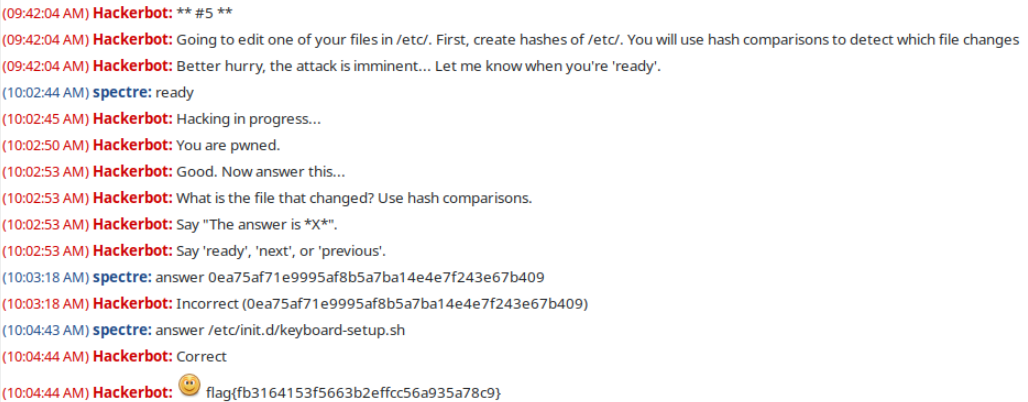 (09:42:04 AM) Hackerbot: ** #5 **
(09:42:04 AM) Hackerbot: Going to edit one of your files in /etc/. First, create hashes of /etc/. You will use hash comparisons to detect which file changes
(09:42:04 AM) Hackerbot: Better hurry, the attack is imminent... Let me know when you're 'ready'.
(10:02:44 AM) spectre: ready
(10:02:45 AM) Hackerbot: Hacking in progress...
(10:02:50 AM) Hackerbot: You are pwned.
(10:02:53 AM) Hackerbot: Good. Now answer this...
(10:02:53 AM) Hackerbot: What is the file that changed? Use hash comparisons.
(10:02:53 AM) Hackerbot: Say "The answer is *X*".
(10:02:53 AM) Hackerbot: Say 'ready', 'next', or 'previous'.
(10:03:18 AM) spectre: answer 0ea75af71e9995af8b5a7ba14e4e7f243e67b409
(10:03:18 AM) Hackerbot: Incorrect (0ea75af71e9995af8b5a7ba14e4e7f243e67b409)
(10:04:43 AM) spectre: answer /etc/init.d/keyboard-setup.sh
(10:04:44 AM) Hackerbot: Correct
(10:04:44 AM) Hackerbot: flag{fb3164153f5663b2effcc56a935a78c9}